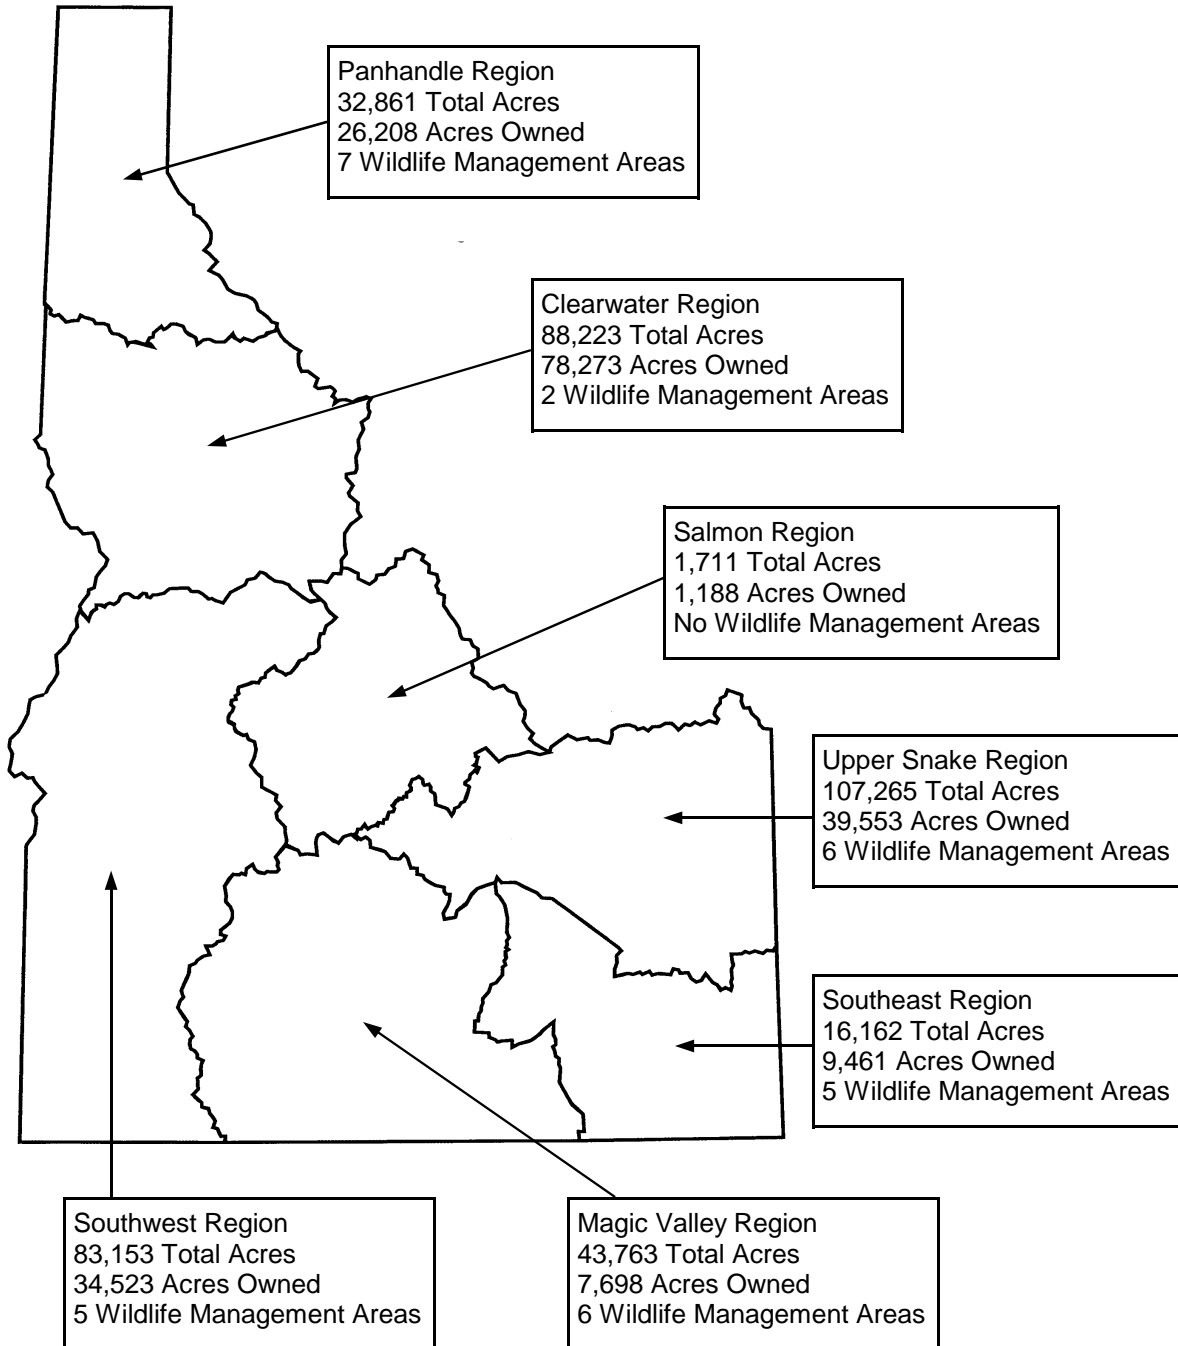 Panhandle Region
32,861 Total Acres
26,208 Acres Owned
7 Wildlife Management Areas
Clearwater Region
88,223 Total Acres
78,273 Acres Owned
2 Wildlife Management Areas
Salmon Region
1,711 Total Acres
1,188 Acres Owned
No Wildlife Management Areas
Upper Snake Region
107,265 Total Acres
39,553 Acres Owned
6 Wildlife Management Areas
Southeast Region
16,162 Total Acres
9,461 Acres Owned
5 Wildlife Management Areas
Southwest Region
83,153 Total Acres
34,523 Acres Owned
5 Wildlife Management Areas
Magic Valley Region
43,763 Total Acres
7,698 Acres Owned
6 Wildlife Management Areas